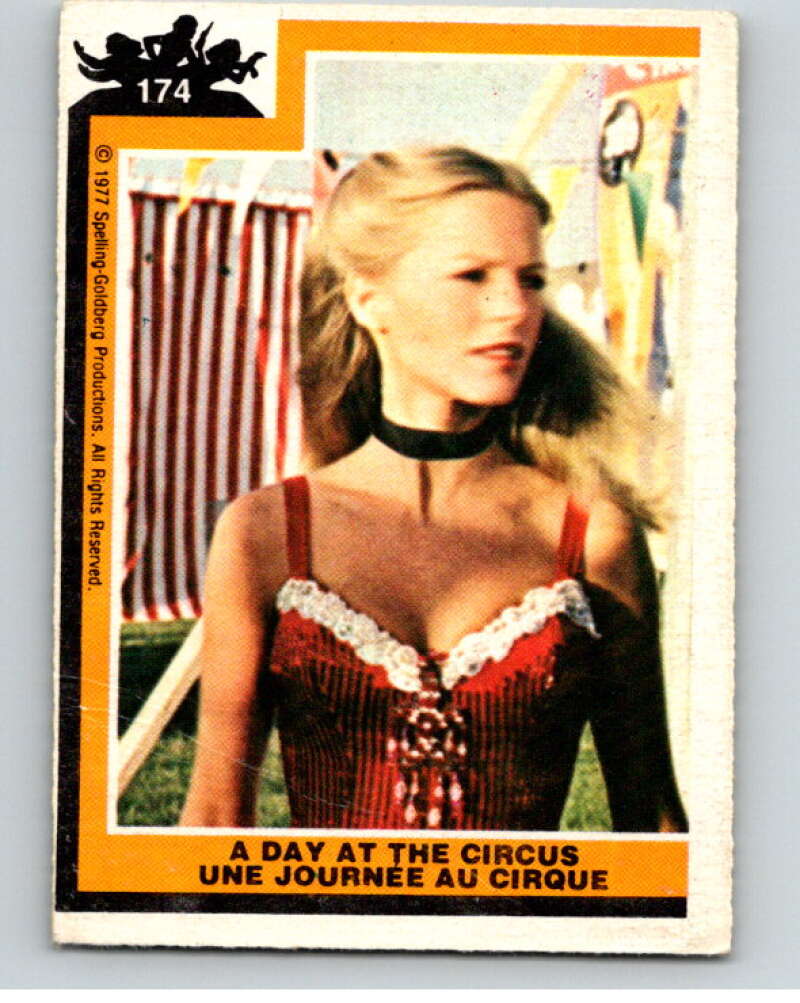 174
© 1977 Spelling-Goldberg Productions. All Rights Reserved.
A DAY AT THE CIRCUS
UNE JOURNÉE AU CIRQUE